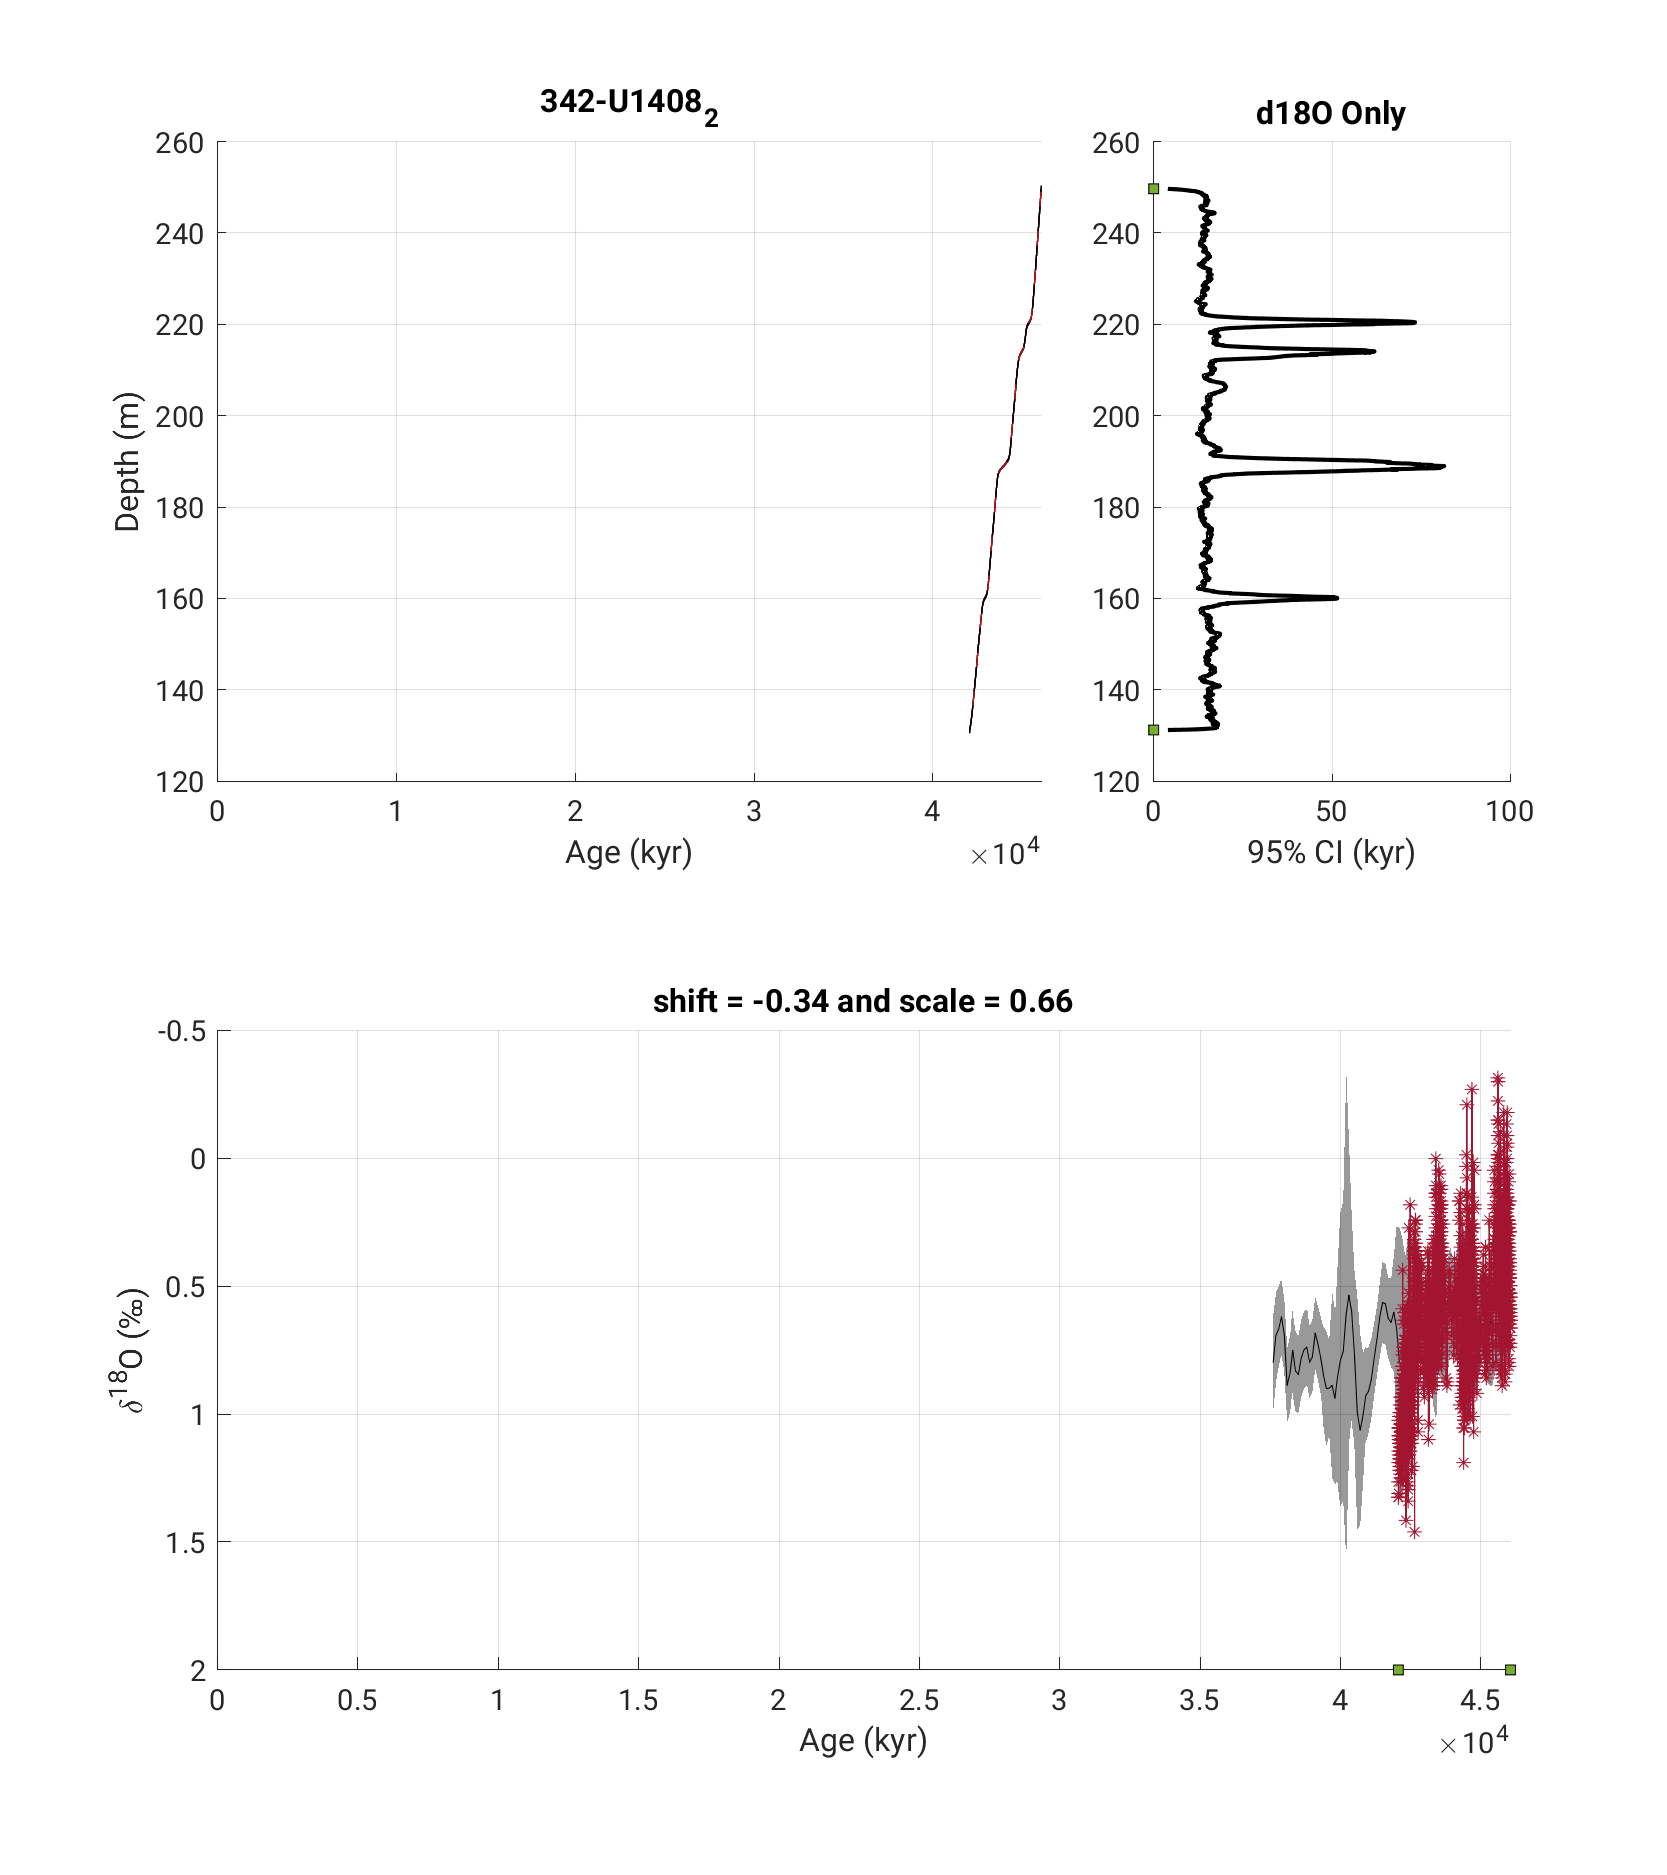 342-U1408₂
260
240
220
200
180
160
140
120
Depth (m)
0 1 2 3 4
×10⁴
Age (kyr)
d18O Only
260
240
220
200
180
160
140
120
0 50 100
95% CI (kyr)
shift = -0.34 and scale = 0.66
-0.5
0
0.5
1
1.5
2
δ¹⁸O (‰)
0 0.5 1 1.5 2 2.5 3 3.5 4 4.5
×10⁴
Age (kyr)